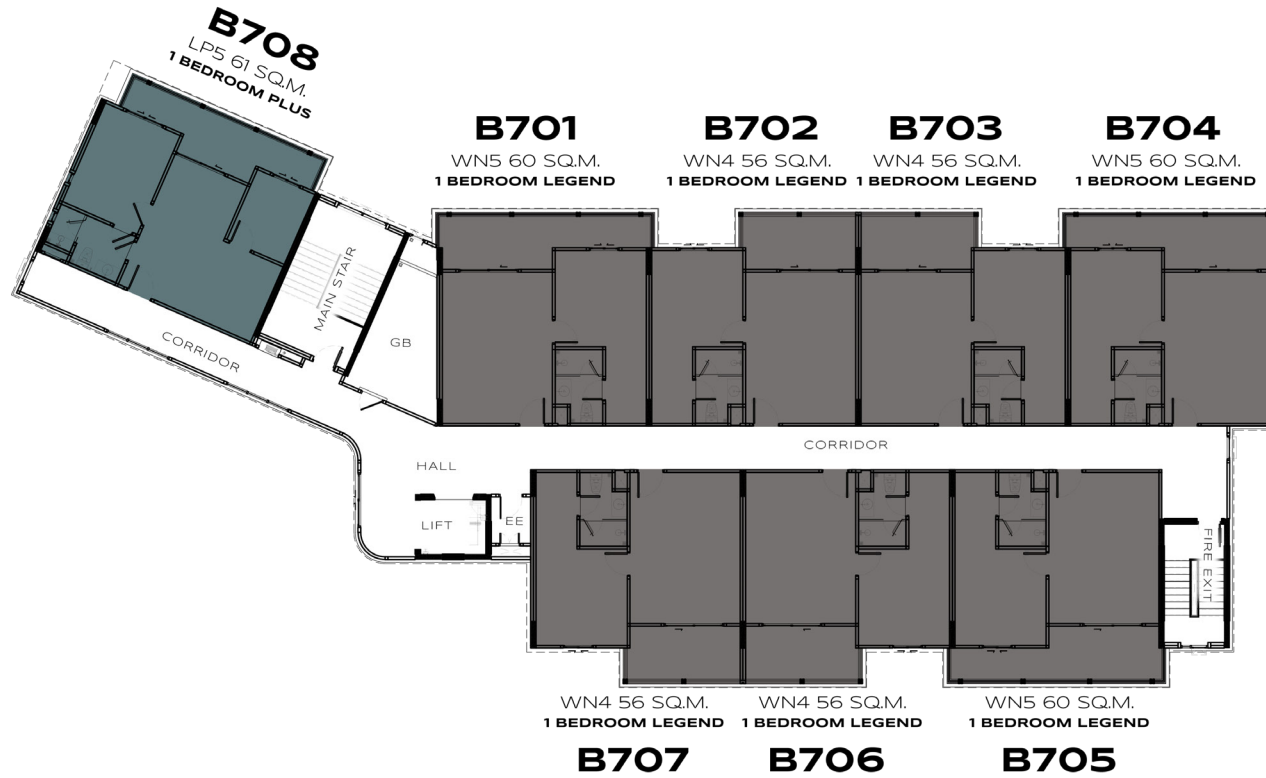 B708
LP5 61 SQ.M.
1 BEDROOM PLUS
B701
WN5 60 SQ.M.
1 BEDROOM LEGEND
B702
WN4 56 SQ.M.
1 BEDROOM LEGEND
B703
WN4 56 SQ.M.
1 BEDROOM LEGEND
B704
WN5 60 SQ.M.
1 BEDROOM LEGEND
MAIN STAIR
GB
CORRIDOR
CORRIDOR
HALL
LIFT
EE
FIRE EXIT
WN4 56 SQ.M.
1 BEDROOM LEGEND
B707
WN4 56 SQ.M.
1 BEDROOM LEGEND
B706
WN5 60 SQ.M.
1 BEDROOM LEGEND
B705